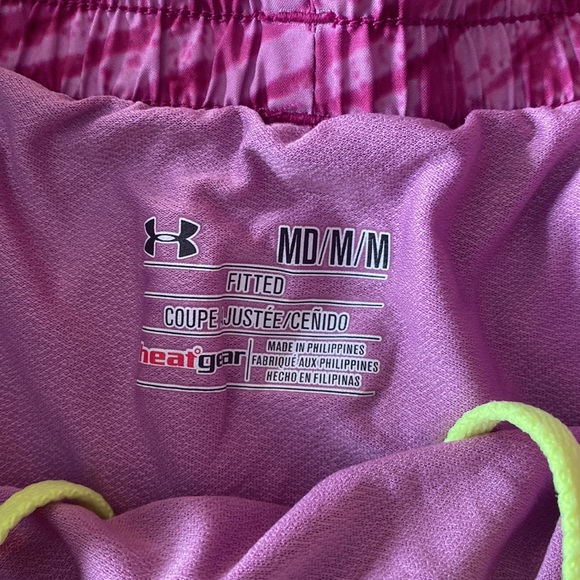 MD/M/M
FITTED
COUPE JUSTÉE/CEÑIDO
heatgear
MADE IN PHILIPPINES
FABRIQUÉ AUX PHILIPPINES
HECHO EN FILIPINAS